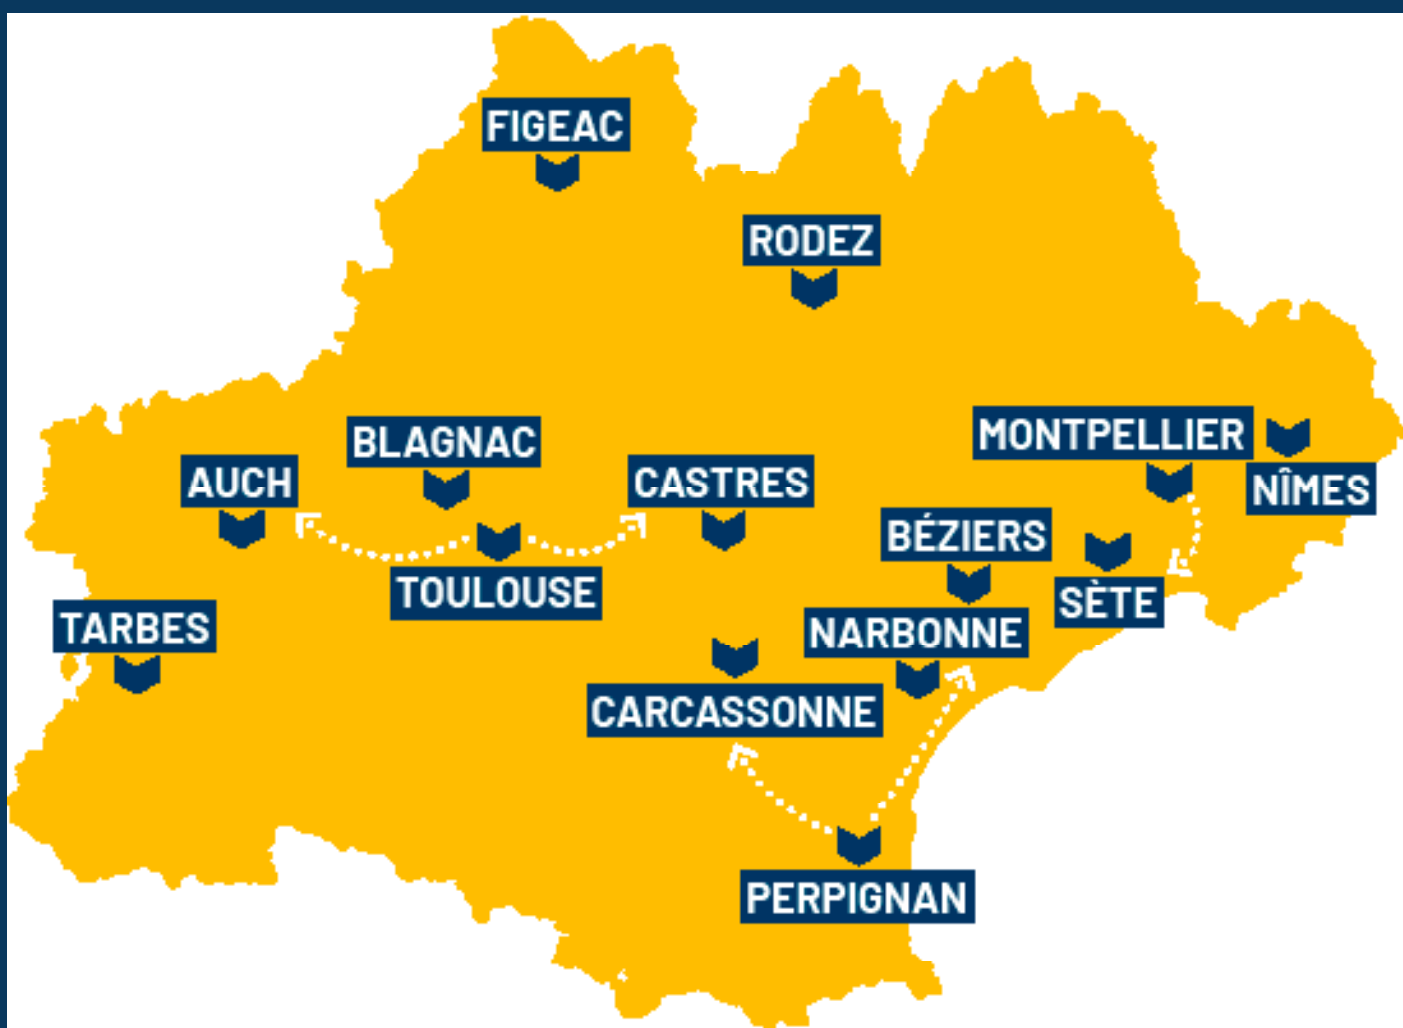 FIGEAC
RODEZ
BLAGNAC
MONTPELLIER
AUCH
CASTRES
NÎMES
BÉZIERS
TOULOUSE
SÈTE
TARBES
NARBONNE
CARCASSONNE
PERPIGNAN